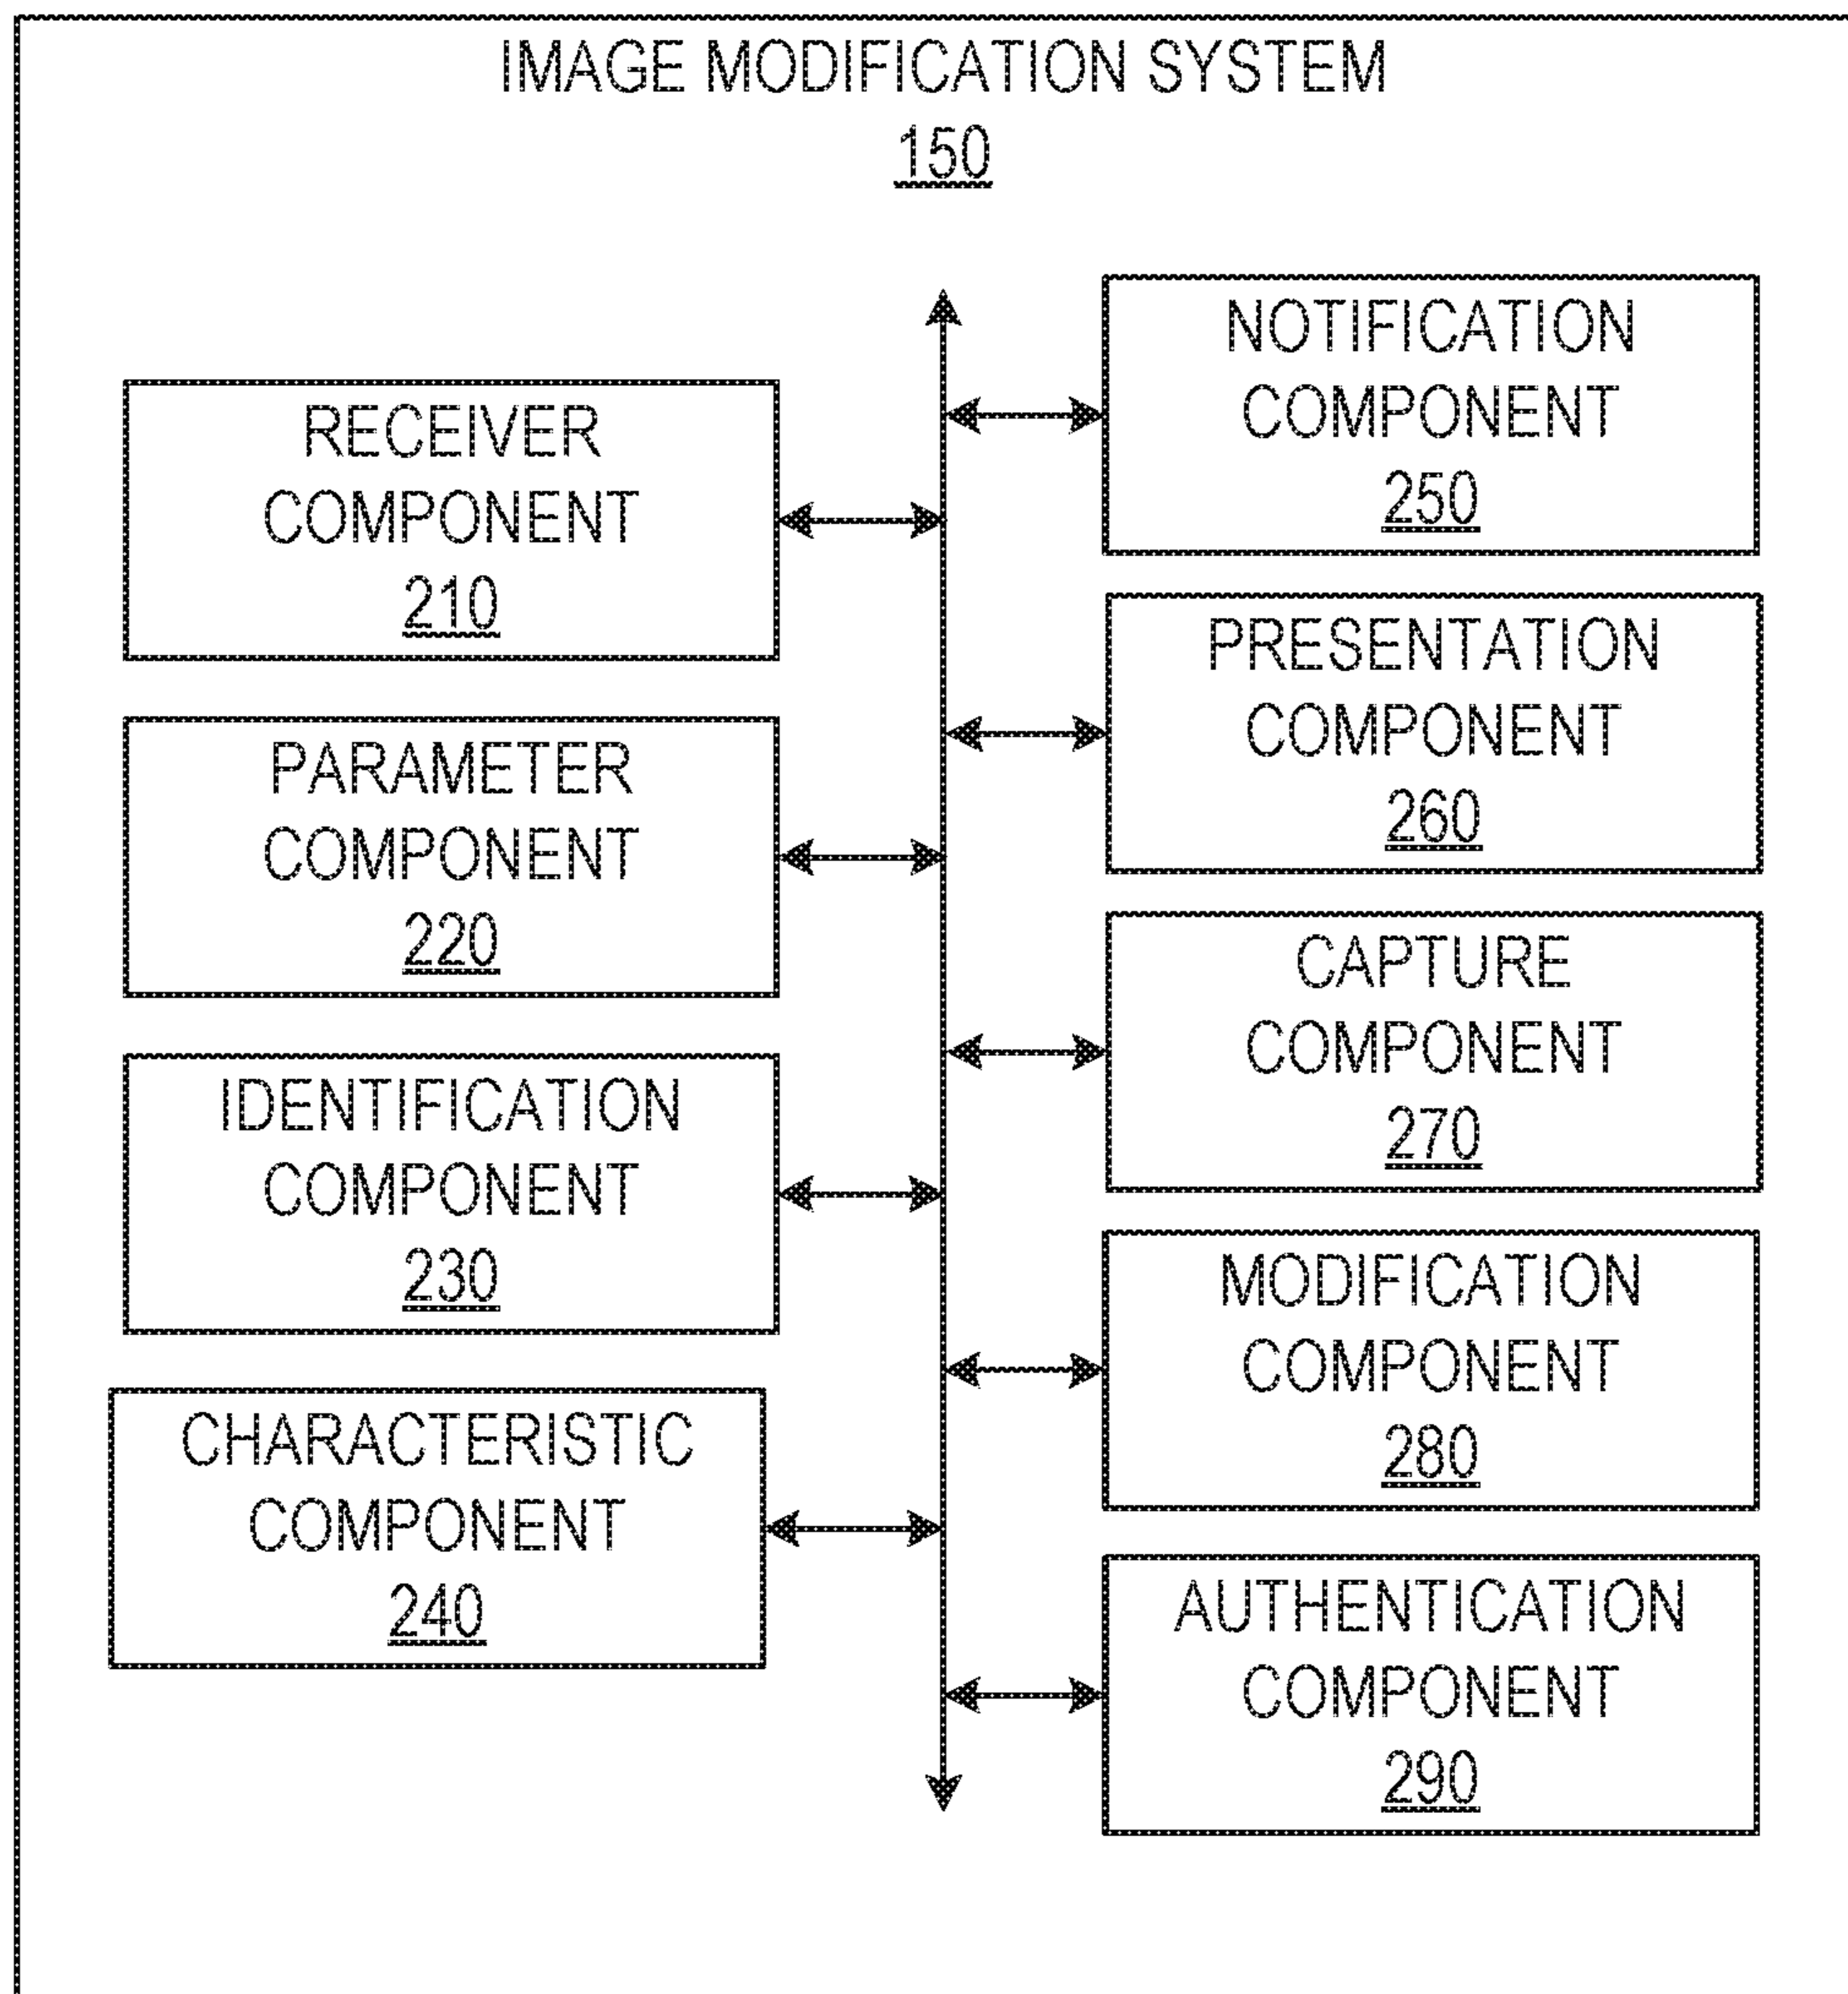 IMAGE MODIFICATION SYSTEM
150
RECEIVER
COMPONENT
210
PARAMETER
COMPONENT
220
IDENTIFICATION
COMPONENT
230
CHARACTERISTIC
COMPONENT
240
NOTIFICATION
COMPONENT
250
PRESENTATION
COMPONENT
260
CAPTURE
COMPONENT
270
MODIFICATION
COMPONENT
280
AUTHENTICATION
COMPONENT
290